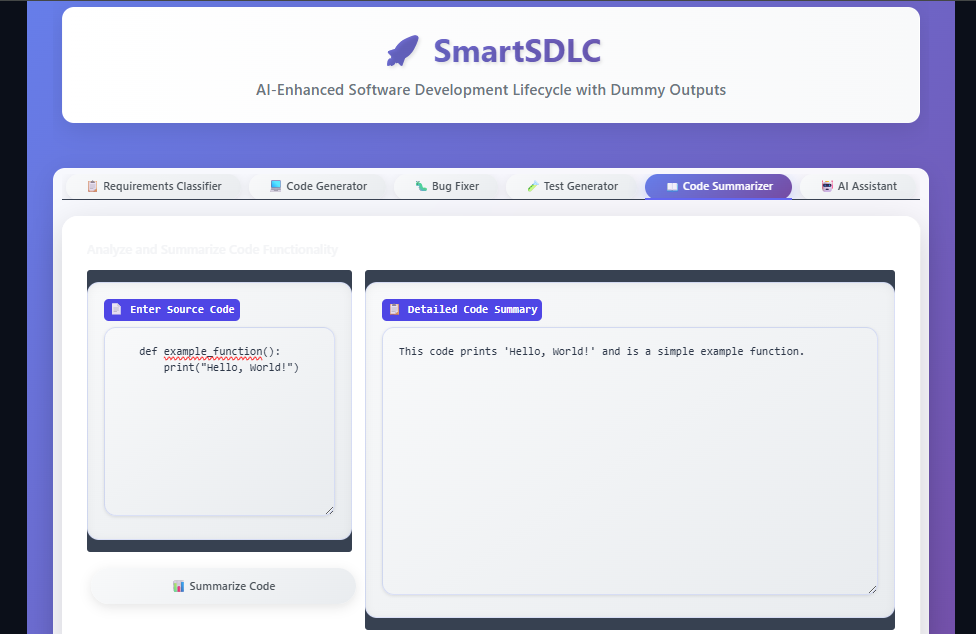 SmartSDLC
AI-Enhanced Software Development Lifecycle with Dummy Outputs
Requirements Classifier
Code Generator
Bug Fixer
Test Generator
Code Summarizer
AI Assistant
Analyze and Summarize Code Functionality
Enter Source Code
def example_function():
print("Hello, World!")
Summarize Code
Detailed Code Summary
This code prints 'Hello, World!' and is a simple example function.